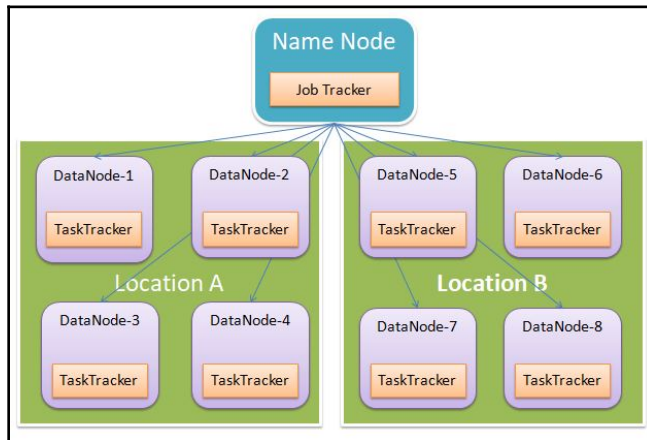 Name Node
Job Tracker
DataNode-1
TaskTracker
DataNode-2
TaskTracker
Location A
DataNode-3
TaskTracker
DataNode-4
TaskTracker
DataNode-5
TaskTracker
DataNode-6
TaskTracker
Location B
DataNode-7
TaskTracker
DataNode-8
TaskTracker